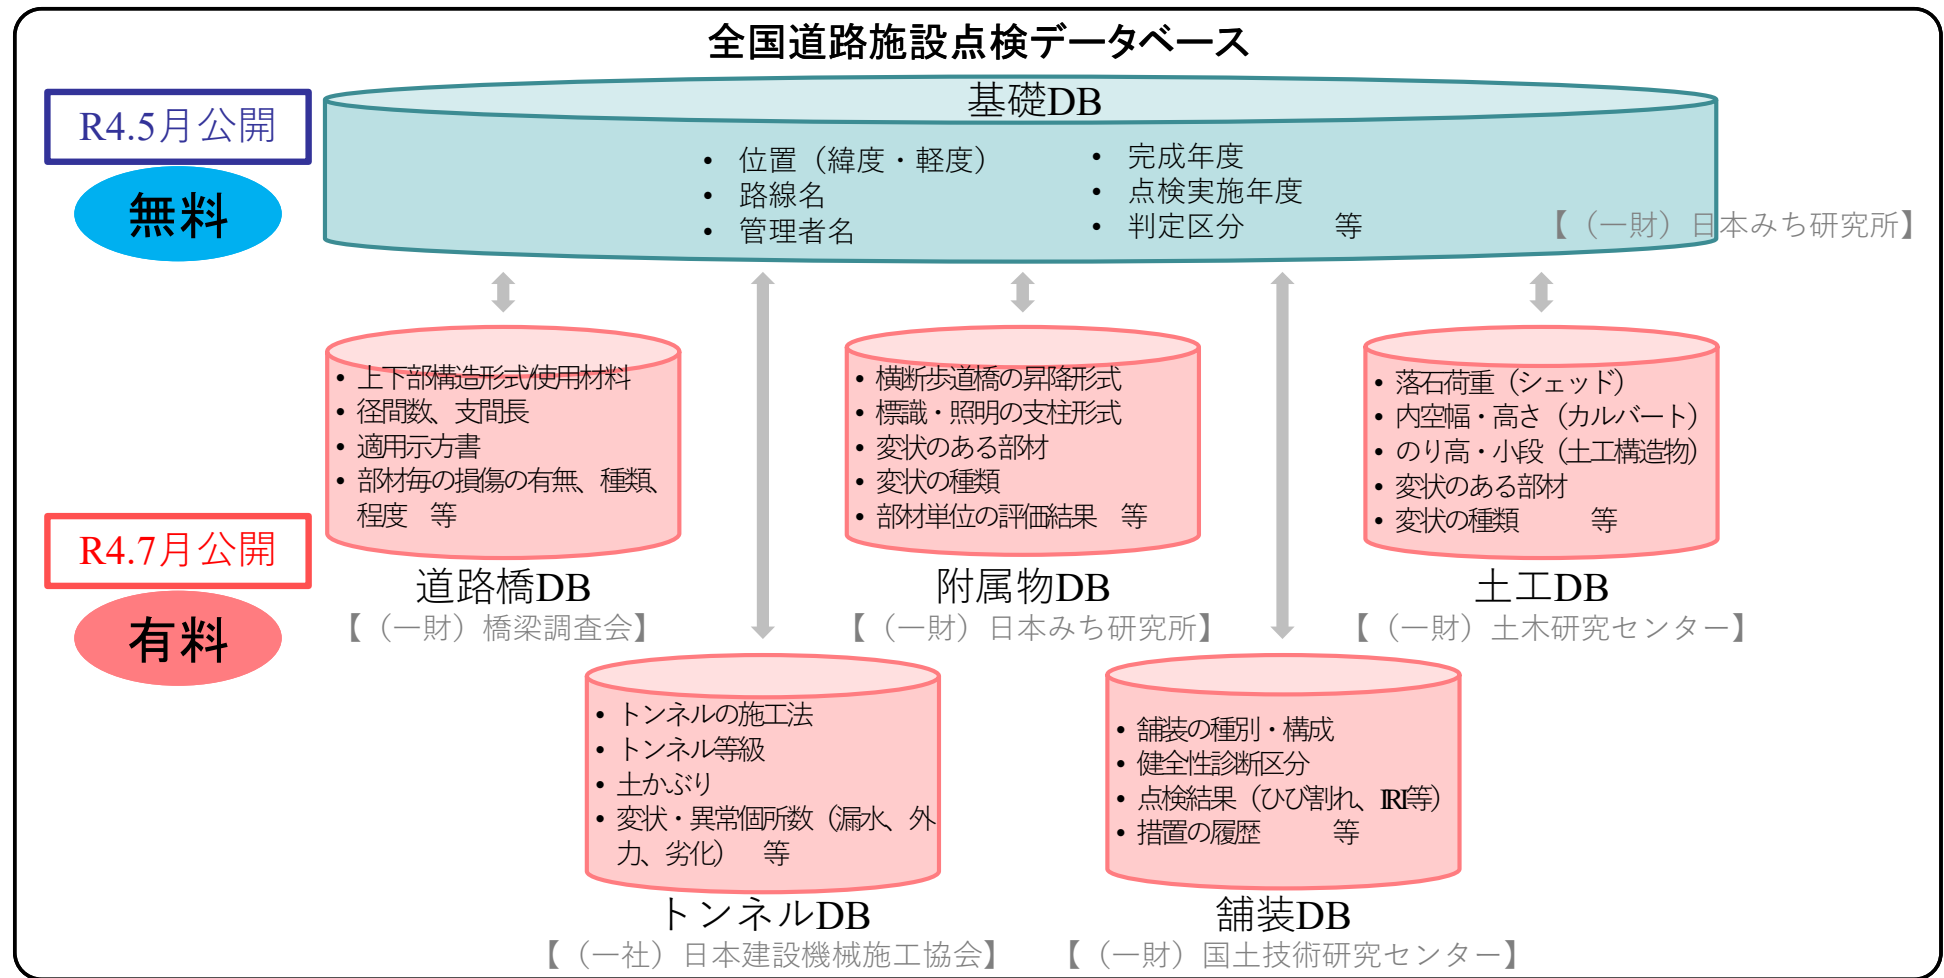 全国道路施設点検データベース
基礎DB
R4.5月公開
無料
• 位置（緯度・軽度）
• 路線名
• 管理者名
• 完成年度
• 点検実施年度
• 判定区分　　　　等
【（一財）日本みち研究所】
• 上下部構造形式/使用材料
• 径間数、支間長
• 適用示方書
• 部材毎の損傷の有無、種類、
程度　等
道路橋DB
【（一財）橋梁調査会】
• 横断歩道橋の昇降形式
• 標識・照明の支柱形式
• 変状のある部材
• 変状の種類
• 部材単位の評価結果　等
附属物DB
【（一財）日本みち研究所】
• 落石荷重（シェッド）
• 内空幅・高さ（カルバート）
• のり高・小段（土工構造物）
• 変状のある部材
• 変状の種類　　　等
土工DB
【（一財）土木研究センター】
R4.7月公開
有料
• トンネルの施工法
• トンネル等級
• 土かぶり
• 変状・異常個所数（漏水、外
力、劣化）　等
トンネルDB
【（一社）日本建設機械施工協会】
• 舗装の種別・構成
• 健全性診断区分
• 点検結果（ひび割れ、IRI等）
• 措置の履歴　　　等
舗装DB
【（一財）国土技術研究センター】